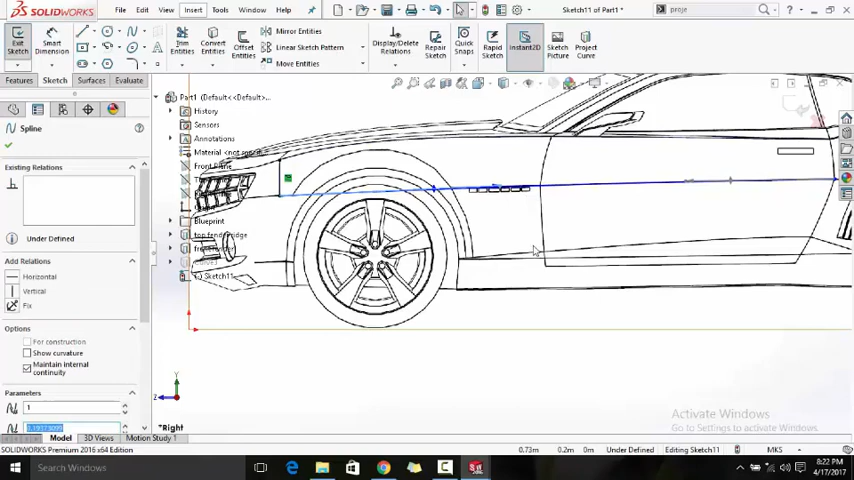 File Edit View Insert Tools Window Help Sketch11 of Part1 * proje
Exit Sketch Smart Dimension Trim Entities Convert Entities Offset Entities Mirror Entities Linear Sketch Pattern Move Entities Display/Delete Relations Repair Sketch Quick Snaps Rapid Sketch Instant2D Sketch Picture Project Curve
Features Sketch Surfaces Evaluate
Part1 (Default<<Default>...
History
Sensors
Annotations
Material <not
Front Plane
Blueprint
Sketch11
Spline
Existing Relations
Under Defined
Add Relations
Horizontal
Vertical
Fix
Options
For construction
Show curvature
Maintain internal
continuity
Parameters
1
*Right
Activate Windows
Go to Settings to activate Windows.
Model 3D Views Motion Study 1
SOLIDWORKS Premium 2016 x64 Edition 0.73m 0.2m 0m Under Defined Editing Sketch11 MKS
Search Windows
8:22 PM
4/17/2017